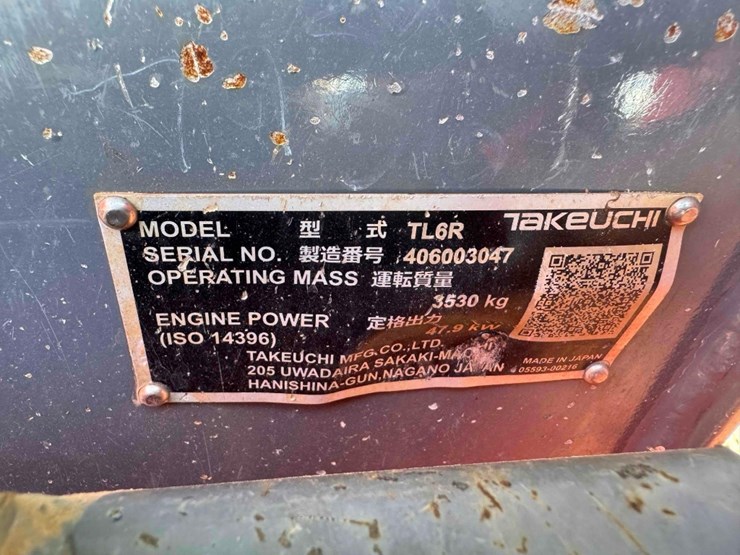 MODEL 型式 TL6R TAKEUCHI
SERIAL NO. 製造番号 406003047
OPERATING MASS 運転質量
3530 kg
ENGINE POWER 定格出力
47.9 kW
(ISO 14396)
TAKEUCHI MFG.CO.,LTD.
205 UWADAIRA SAKAKI-MACHI
HANISHINA-GUN,NAGANO JAPAN
MADE IN JAPAN
05593-00216